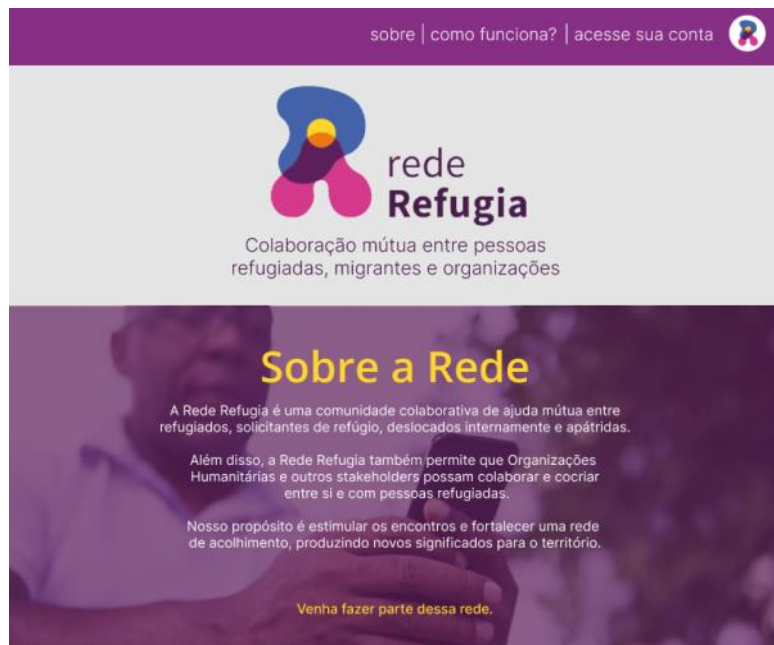 sobre | como funciona? | acesse sua conta
rede
Refugia
Colaboração mútua entre pessoas
refugiadas, migrantes e organizações
Sobre a Rede
A Rede Refugia é uma comunidade colaborativa de ajuda mútua entre
refugiados, solicitantes de refúgio, deslocados internamente e apátridas.
Além disso, a Rede Refugia também permite que Organizações
Humanitárias e outros stakeholders possam colaborar e cocriar
entre si e com pessoas refugiadas.
Nosso propósito é estimular os encontros e fortalecer uma rede
de acolhimento, produzindo novos significados para o território.
Venha fazer parte dessa rede.